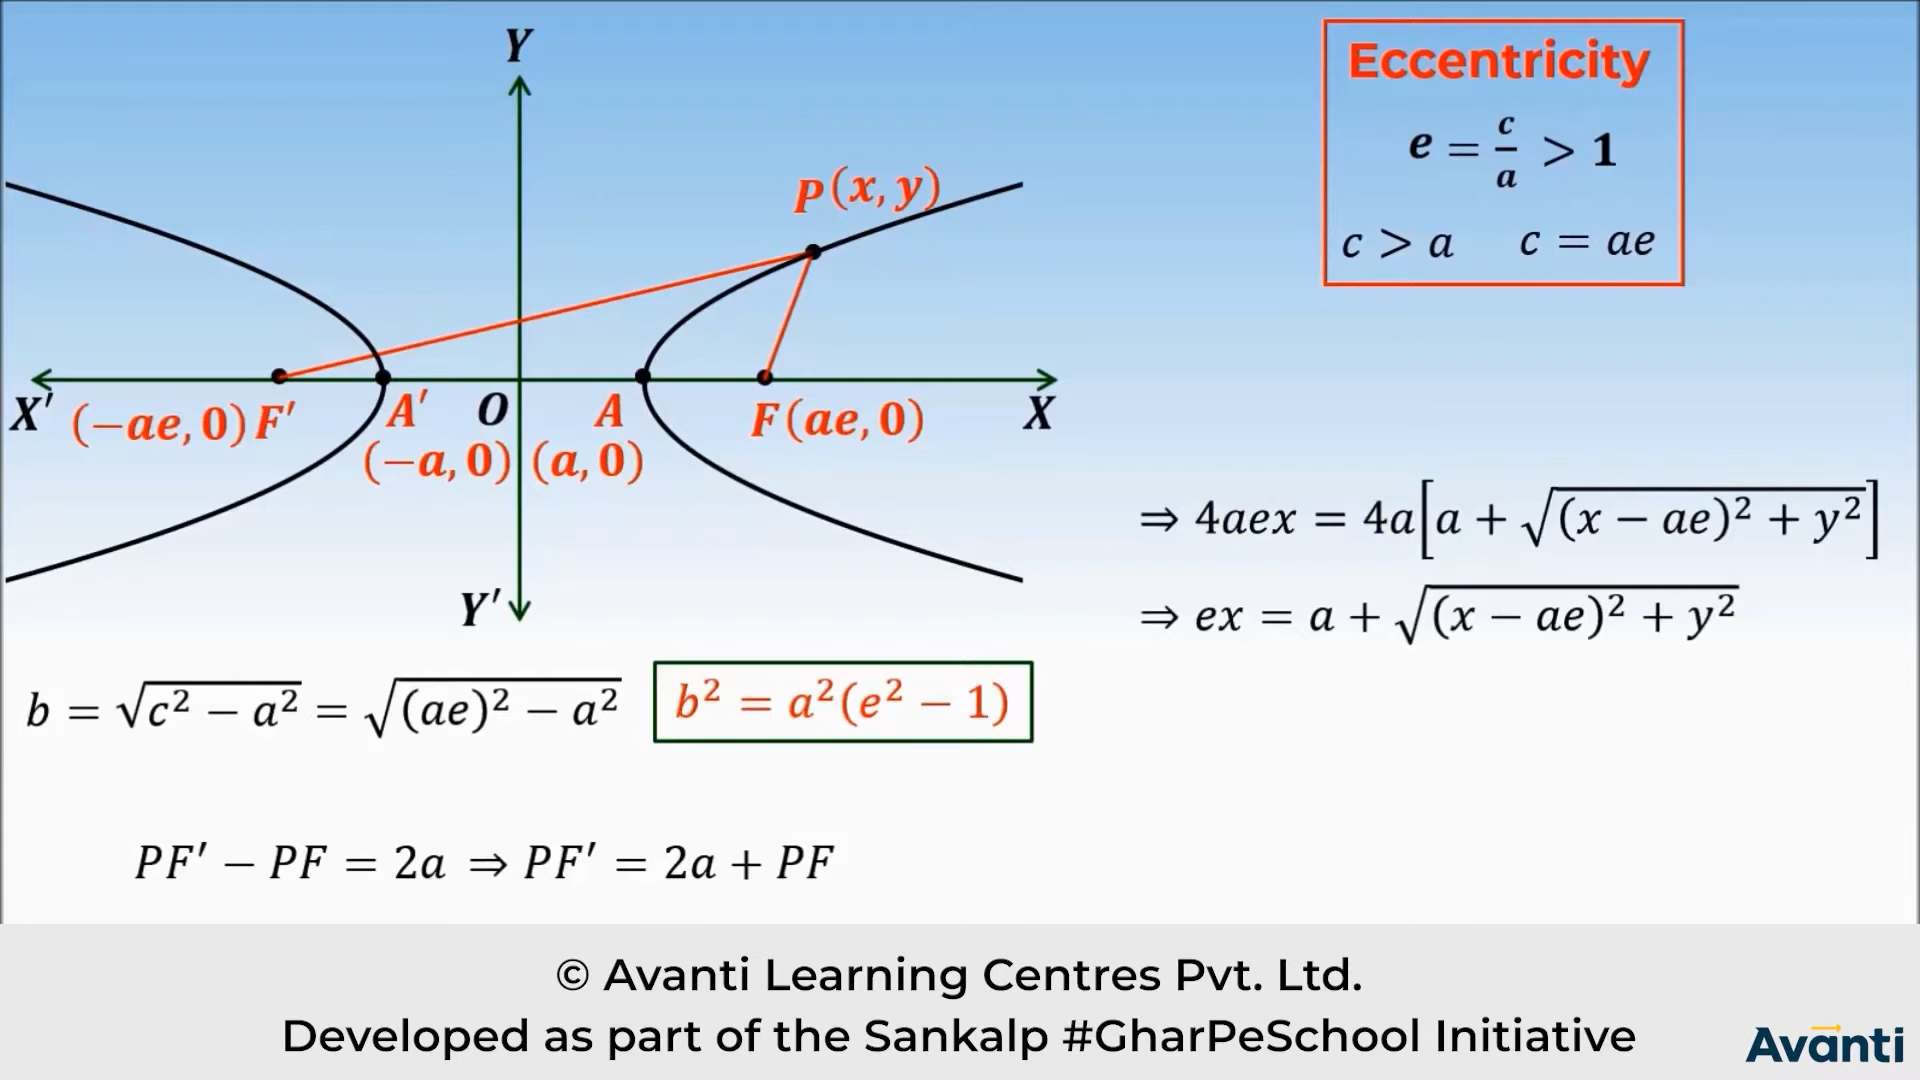 Y
Eccentricity
e = c/a > 1
c > a c = ae
P(x, y)
X′ (−ae, 0) F′ A′ O A F(ae, 0) X
(−a, 0) (a, 0)
⇒ 4aex = 4a[a + √((x − ae)² + y²)]
⇒ ex = a + √((x − ae)² + y²)
Y′
b = √(c² − a²) = √((ae)² − a²) b² = a²(e² − 1)
PF′ − PF = 2a ⇒ PF′ = 2a + PF
© Avanti Learning Centres Pvt. Ltd.
Developed as part of the Sankalp #GharPeSchool Initiative
Avanti